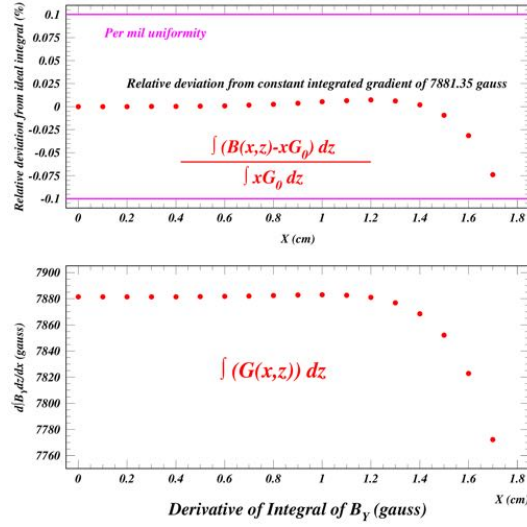 Relative deviation from ideal integral (%)
0.1
0.075
0.05
0.025
0
-0.025
-0.05
-0.075
-0.1
Per mil uniformity
Relative deviation from constant integrated gradient of 7881.35 gauss
∫ (B(x,z)-xG₀) dz
∫ xG₀ dz
0 0.2 0.4 0.6 0.8 1 1.2 1.4 1.6 1.8
X (cm)
d∫B_Y dz/dx (gauss)
7900
7880
7860
7840
7820
7800
7780
7760
∫ (G(x,z)) dz
0 0.2 0.4 0.6 0.8 1 1.2 1.4 1.6 1.8
X (cm)
Derivative of Integral of B_Y (gauss)